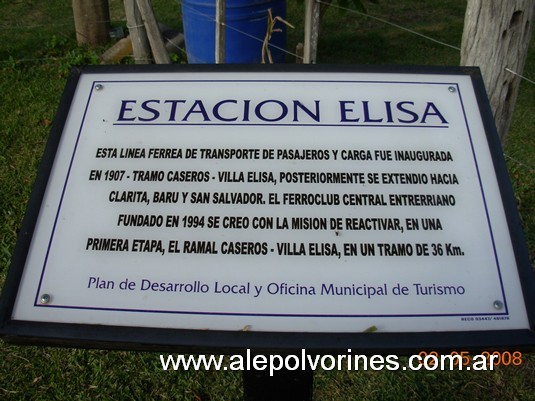 ESTACION ELISA
ESTA LINEA FERREA DE TRANSPORTE DE PASAJEROS Y CARGA FUE INAUGURADA
EN 1907 - TRAMO CASEROS - VILLA ELISA, POSTERIORMENTE SE EXTENDIO HACIA
CLARITA, BARU Y SAN SALVADOR. EL FERROCLUB CENTRAL ENTRERRIANO
FUNDADO EN 1994 SE CREO CON LA MISION DE REACTIVAR, EN UNA
PRIMERA ETAPA, EL RAMAL CASEROS - VILLA ELISA, EN UN TRAMO DE 36 Km.
Plan de Desarrollo Local y Oficina Municipal de Turismo
www.alepolvorines.com.ar
02.05.2008